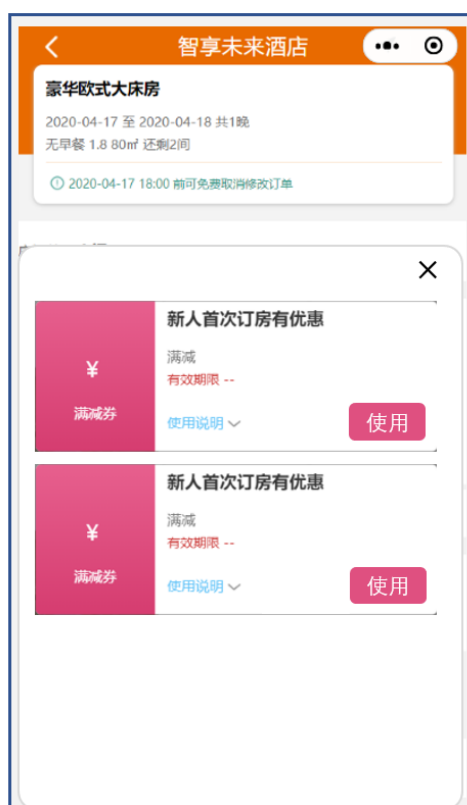 智享未来酒店
豪华欧式大床房
2020-04-17 至 2020-04-18 共1晚
无早餐 1.8 80㎡ 还剩2间
2020-04-17 18:00 前可免费取消修改订单
新人首次订房有优惠
¥
满减
有效期限 --
满减券
使用说明
使用
新人首次订房有优惠
¥
满减
有效期限 --
满减券
使用说明
使用